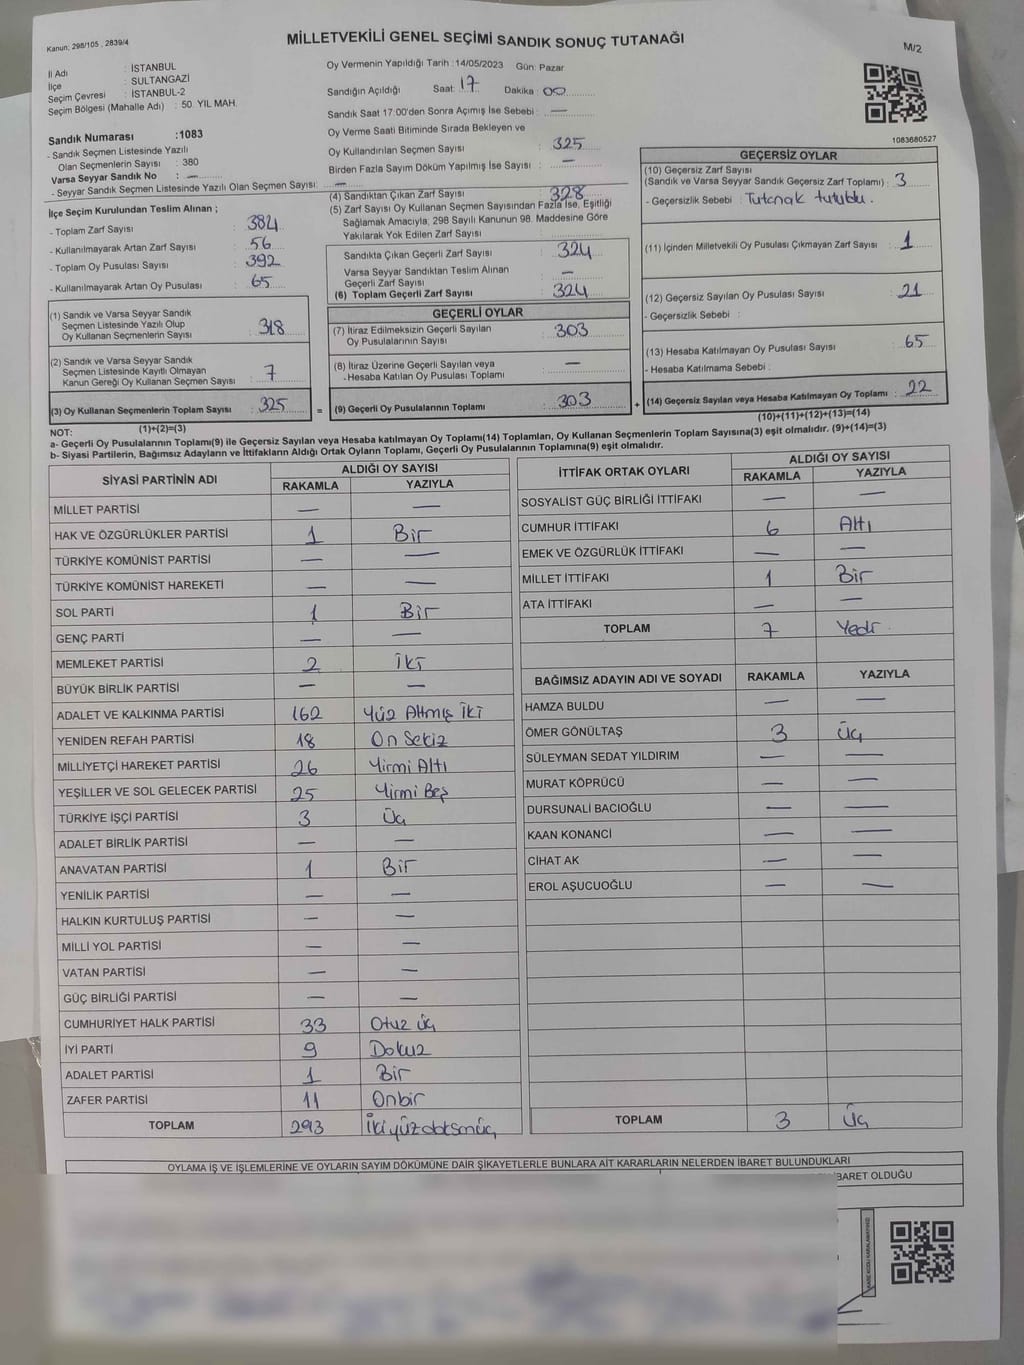 Kanun; 298/105 , 2839/4
MİLLETVEKİLİ GENEL SEÇİMİ SANDIK SONUÇ TUTANAĞI
M/2
İl Adı : İSTANBUL
İlçe : SULTANGAZİ
Seçim Çevresi : İSTANBUL-2
Seçim Bölgesi (Mahalle Adı) : 50. YIL MAH.
Sandık Numarası :1083
- Sandık Seçmen Listesinde Yazılı
Olan Seçmenlerin Sayısı : 380
Varsa Seyyar Sandık No : —
- Seyyar Sandık Seçmen Listesinde Yazılı Olan Seçmen Sayısı: —
Oy Vermenin Yapıldığı Tarih :14/05/2023 Gün: Pazar
Sandığın Açıldığı Saat: 17 Dakika: 00
Sandık Saat 17:00'den Sonra Açımış İse Sebebi : —
Oy Verme Saati Bitiminde Sırada Bekleyen ve
Oy Kullandırılan Seçmen Sayısı : 325
Birden Fazla Sayım Döküm Yapılmış İse Sayısı : —
1083680527
İlçe Seçim Kurulundan Teslim Alınan ;
- Toplam Zarf Sayısı : 384
- Kullanılmayarak Artan Zarf Sayısı : 56
- Toplam Oy Pusulası Sayısı : 392
- Kullanılmayarak Artan Oy Pusulası : 65
(4) Sandıktan Çıkan Zarf Sayısı : 328
(5) Zarf Sayısı Oy Kullanan Seçmen Sayısından Fazla İse, Eşitliği
Sağlamak Amacıyla, 298 Sayılı Kanunun 98. Maddesine Göre
Yakılarak Yok Edilen Zarf Sayısı :
Sandıkta Çıkan Geçerli Zarf Sayısı : 324
Varsa Seyyar Sandıktan Teslim Alınan
Geçerli Zarf Sayısı : —
(6) Toplam Geçerli Zarf Sayısı : 324
GEÇERSİZ OYLAR
(10) Geçersiz Zarf Sayısı
(Sandık ve Varsa Seyyar Sandık Geçersiz Zarf Toplamı) : 3
- Geçersizlik Sebebi : Tutanak tutuldu.
(11) İçinden Milletvekili Oy Pusulası Çıkmayan Zarf Sayısı : 1
(12) Geçersiz Sayılan Oy Pusulası Sayısı : 21
- Geçersizlik Sebebi :
(13) Hesaba Katılmayan Oy Pusulası Sayısı : 65
- Hesaba Katılmama Sebebi :
(14) Geçersiz Sayılan veya Hesaba Katılmayan Oy Toplamı : 22
(10)+(11)+(12)+(13)=(14)
(1) Sandık ve Varsa Seyyar Sandık
Seçmen Listesinde Yazılı Olup
Oy Kullanan Seçmenlerin Sayısı : 318
(2) Sandık ve Varsa Seyyar Sandık
Seçmen Listesinde Kayıtlı Olmayan
Kanun Gereği Oy Kullanan Seçmen Sayısı : 7
(3) Oy Kullanan Seçmenlerin Toplam Sayısı : 325
(1)+(2)=(3)
GEÇERLİ OYLAR
(7) İtiraz Edilmeksizin Geçerli Sayılan
Oy Pusulalarının Sayısı : 303
(8) İtiraz Üzerine Geçerli Sayılan veya
-Hesaba Katılan Oy Pusulası Toplamı : —
= (9) Geçerli Oy Pusulalarının Toplamı : 303 +
NOT:
a- Geçerli Oy Pusulalarının Toplamı(9) ile Geçersiz Sayılan veya Hesaba katılmayan Oy Toplamı(14) Toplamları, Oy Kullanan Seçmenlerin Toplam Sayısına(3) eşit olmalıdır. (9)+(14)=(3)
b- Siyasi Partilerin, Bağımsız Adayların ve İttifakların Aldığı Ortak Oyların Toplamı, Geçerli Oy Pusulalarının Toplamına(9) eşit olmalıdır.
SİYASİ PARTİNİN ADI ALDIĞI OY SAYISI
RAKAMLA YAZIYLA
MİLLET PARTİSİ — —
HAK VE ÖZGÜRLÜKLER PARTİSİ 1 Bir
TÜRKİYE KOMÜNİST PARTİSİ — —
TÜRKİYE KOMÜNİST HAREKETİ — —
SOL PARTİ 1 Bir
GENÇ PARTİ — —
MEMLEKET PARTİSİ 2 İki
BÜYÜK BİRLİK PARTİSİ — —
ADALET VE KALKINMA PARTİSİ 162 Yüz Altmış İki
YENİDEN REFAH PARTİSİ 18 On Sekiz
MİLLİYETÇİ HAREKET PARTİSİ 26 Yirmi Altı
YEŞİLLER VE SOL GELECEK PARTİSİ 25 Yirmi Beş
TÜRKİYE İŞÇİ PARTİSİ 3 Üç
ADALET BİRLİK PARTİSİ — —
ANAVATAN PARTİSİ 1 Bir
YENİLİK PARTİSİ — —
HALKIN KURTULUŞ PARTİSİ — —
MİLLİ YOL PARTİSİ — —
VATAN PARTİSİ — —
GÜÇ BİRLİĞİ PARTİSİ — —
CUMHURİYET HALK PARTİSİ 33 Otuz üç
İYİ PARTİ 9 Dokuz
ADALET PARTİSİ 1 Bir
ZAFER PARTİSİ 11 Onbir
TOPLAM 293
İTTİFAK ORTAK OYLARI ALDIĞI OY SAYISI
RAKAMLA YAZIYLA
SOSYALİST GÜÇ BİRLİĞİ İTTİFAKI — —
CUMHUR İTTİFAKI 6 Altı
EMEK VE ÖZGÜRLÜK İTTİFAKI — —
MİLLET İTTİFAKI 1 Bir
ATA İTTİFAKI — —
TOPLAM 7 Yedi
BAĞIMSIZ ADAYIN ADI VE SOYADI RAKAMLA YAZIYLA
HAMZA BULDU — —
ÖMER GÖNÜLTAŞ 3 Üç
SÜLEYMAN SEDAT YILDIRIM — —
MURAT KÖPRÜCÜ — —
DURSUNALİ BACIOĞLU — —
KAAN KONANCİ — —
CİHAT AK — —
EROL AŞUCUOĞLU — —
TOPLAM 3 Üç
OYLAMA İŞ VE İŞLEMLERİNE VE OYLARIN SAYIM DÖKÜMÜNE DAİR ŞİKAYETLERLE BUNLARA AİT KARARLARIN NELERDEN İBARET BULUNDUKLARI
İBARET OLDUĞU